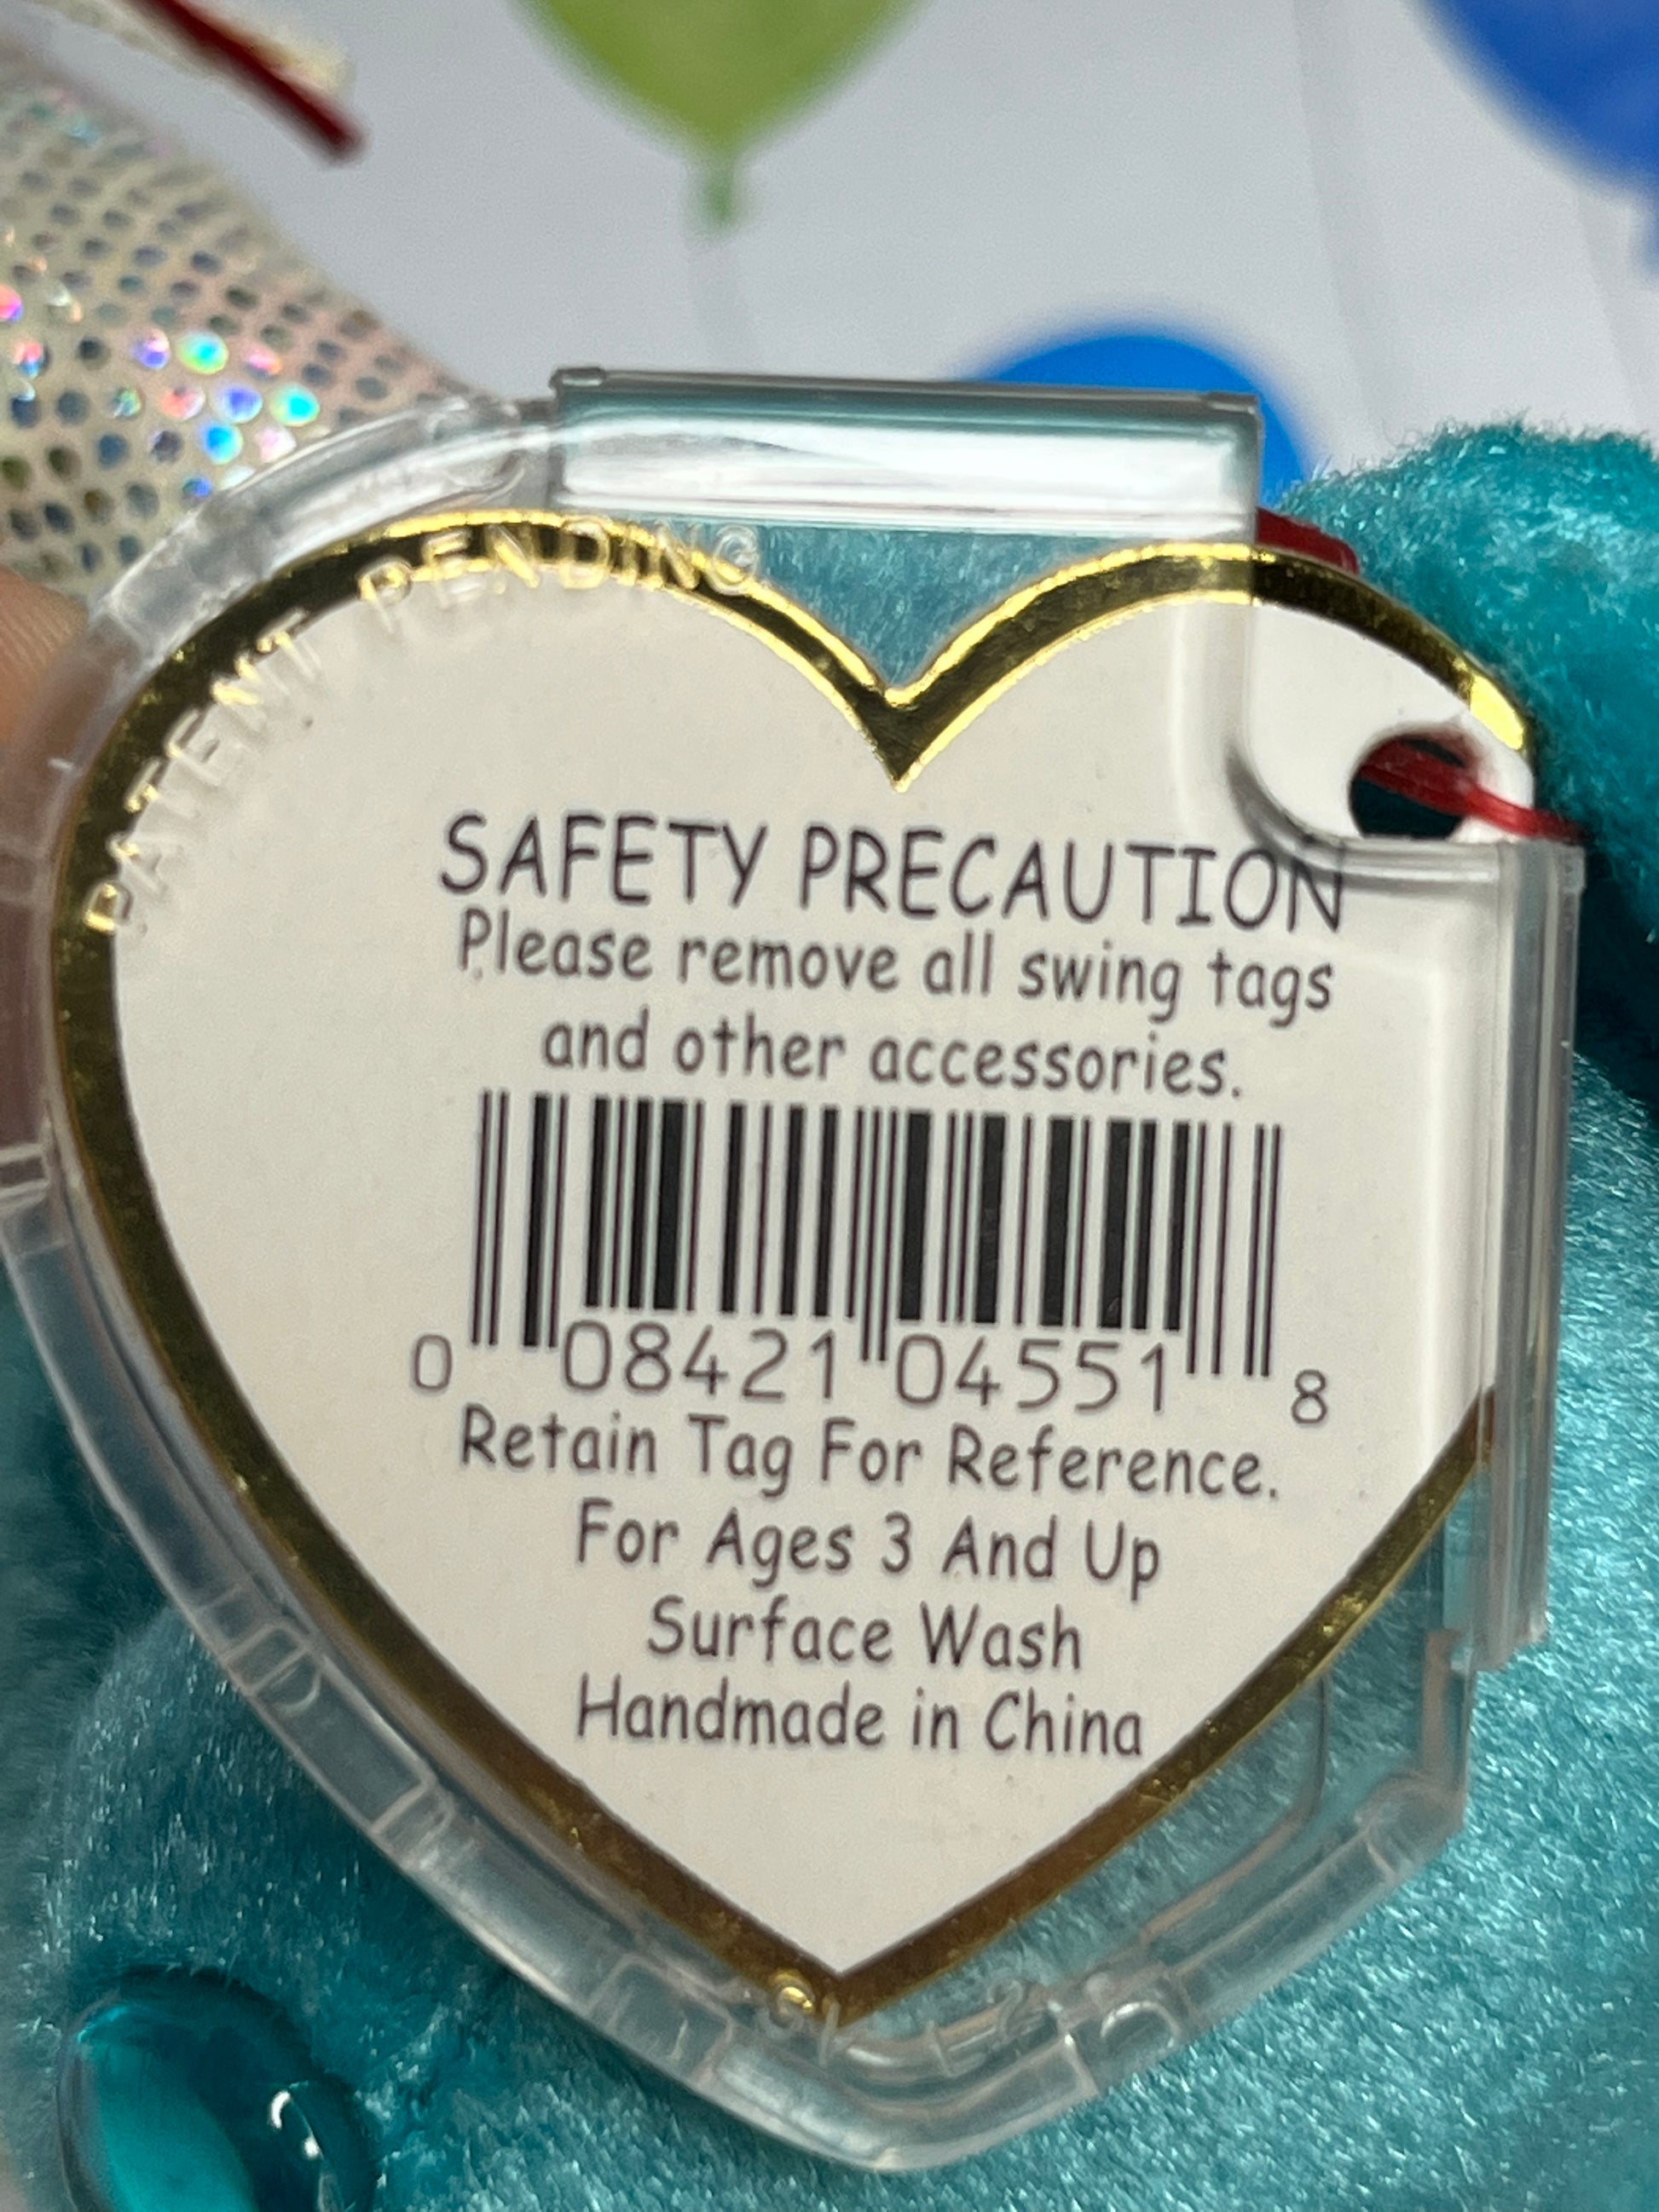 PATENT PENDING
SAFETY PRECAUTION
Please remove all swing tags
and other accessories.
0 08421 04551 8
Retain Tag For Reference.
For Ages 3 And Up
Surface Wash
Handmade in China